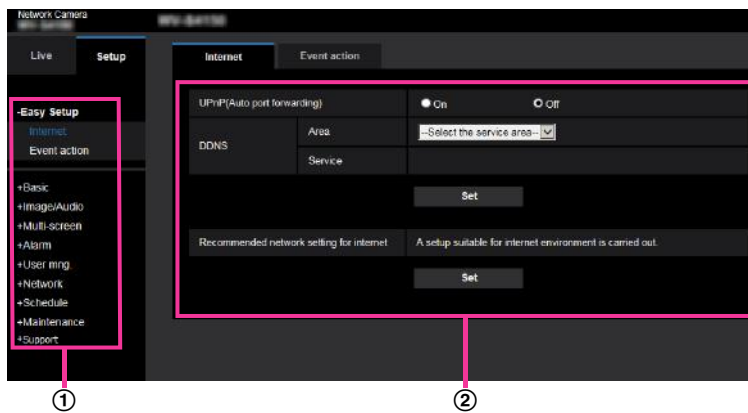 Network Camera
Live
Setup
Internet
Event action
-Easy Setup
Internet
Event action
+Basic
+Image/Audio
+Multi-screen
+Alarm
+User mng.
+Network
+Schedule
+Maintenance
+Support
UPnP(Auto port forwarding)
On
Off
DDNS
Area
--Select the service area--
Service
Set
Recommended network setting for internet
A setup suitable for internet environment is carried out.
Set
①
②